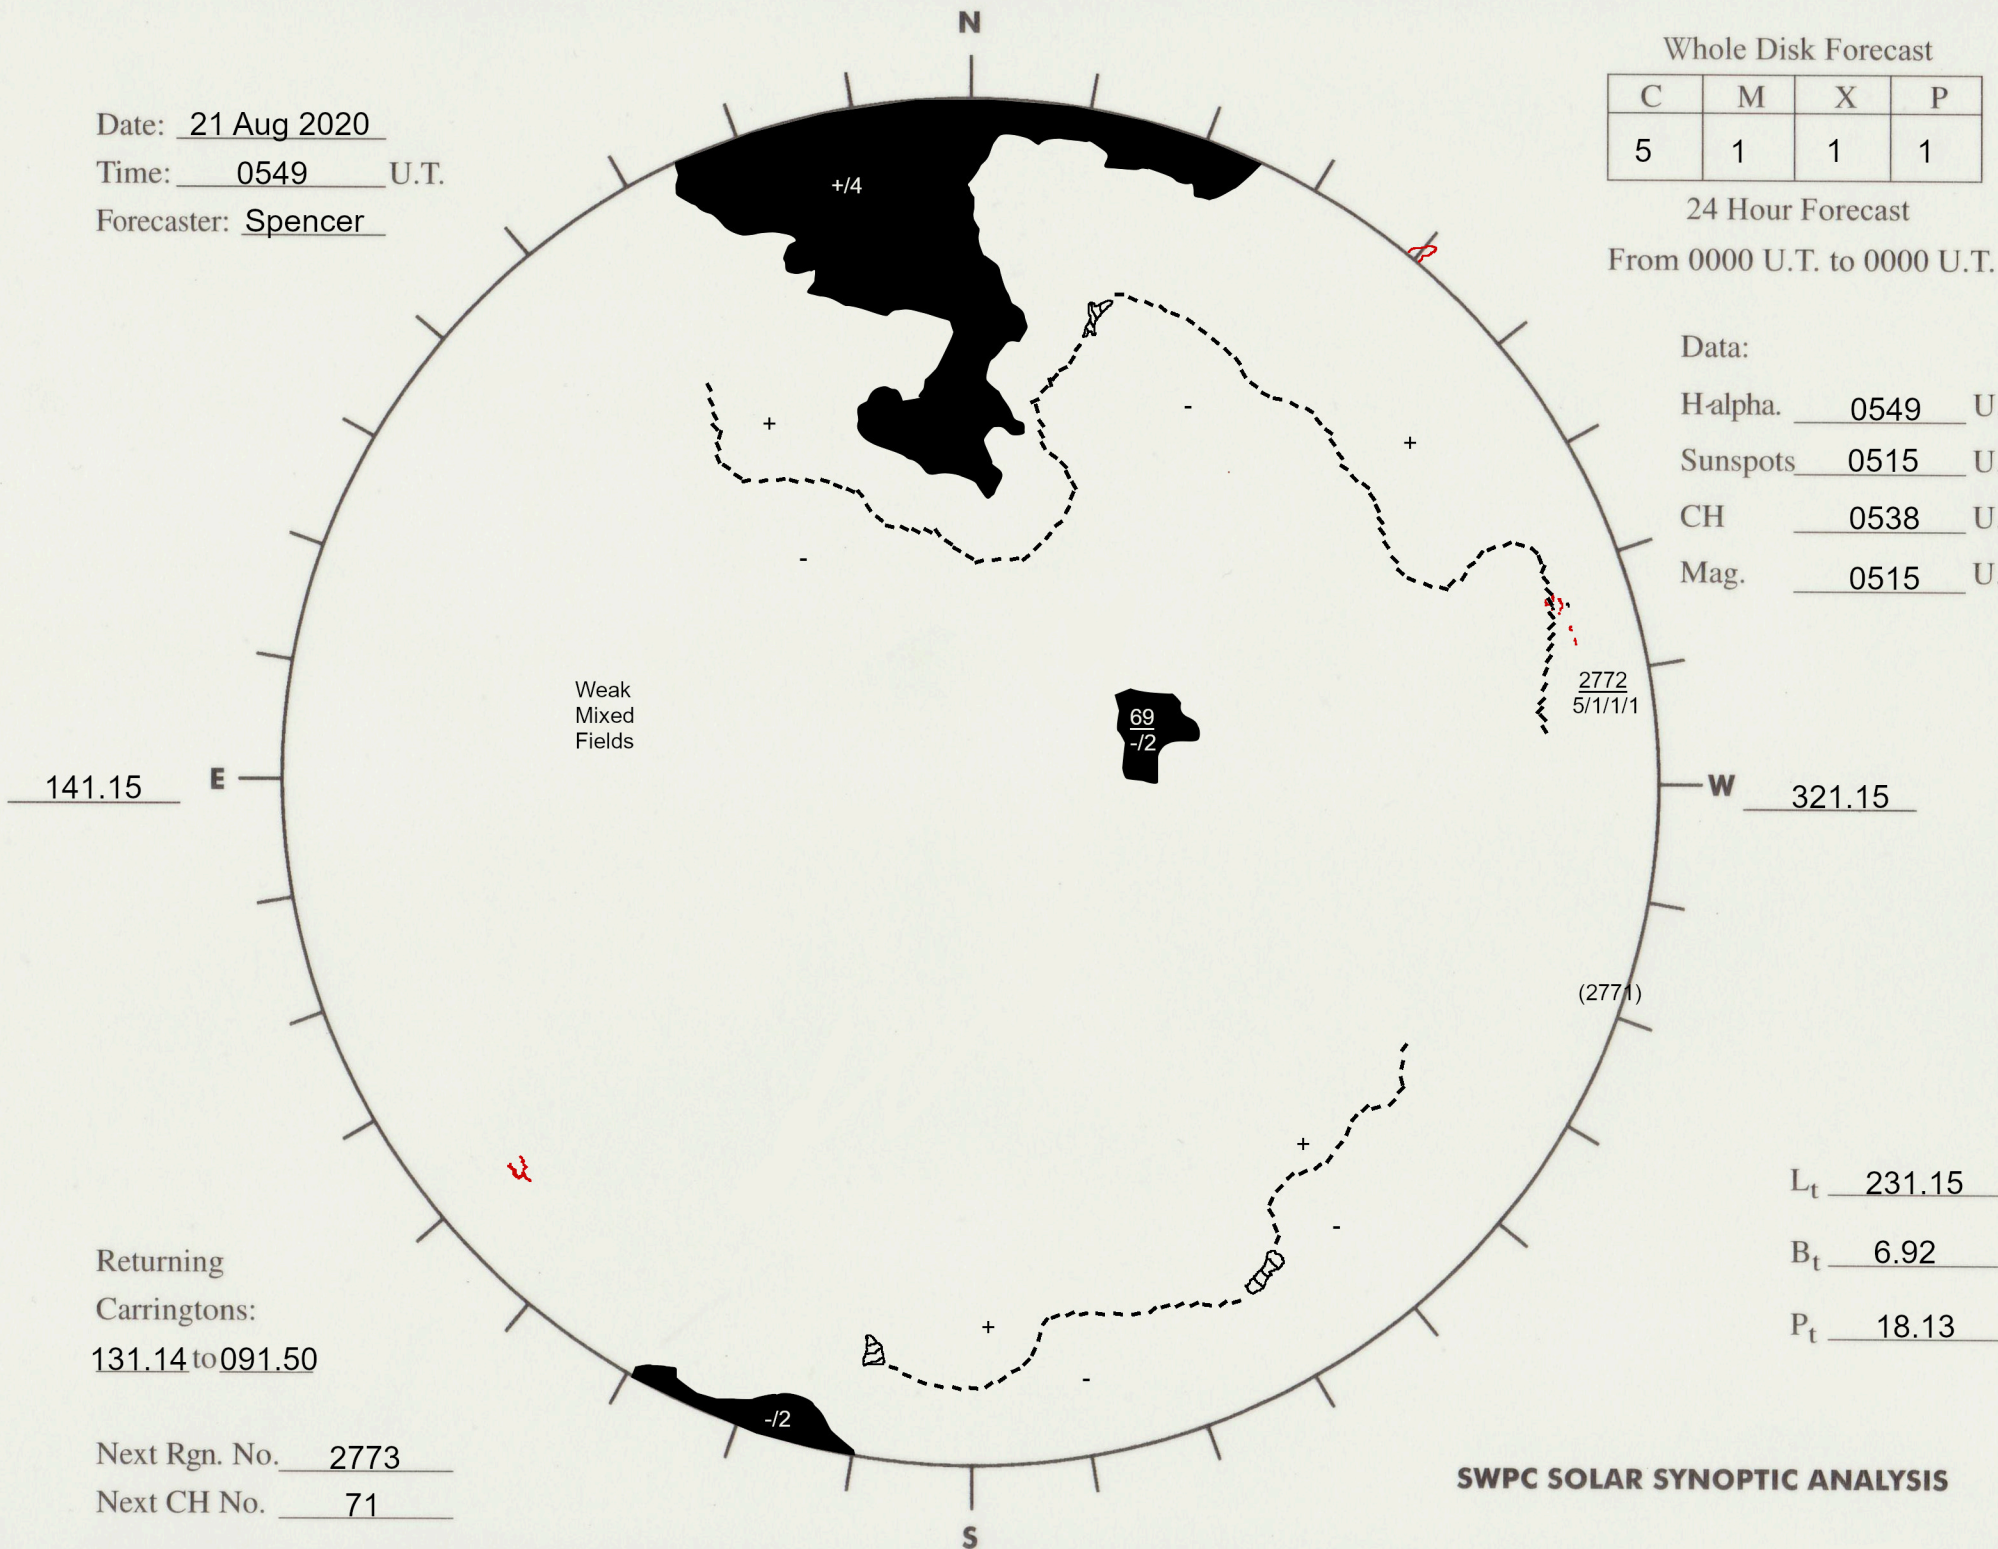 N
Whole Disk Forecast
C M X P
5 1 1 1
24 Hour Forecast
From 0000 U.T. to 0000 U.T.
Date: 21 Aug 2020
Time: 0549 U.T.
Forecaster: Spencer
Data:
H-alpha. 0549 U
Sunspots 0515 U
CH 0538 U
Mag. 0515 U
+/4
+
-
-
+
Weak
Mixed
Fields
69
-/2
2772
5/1/1/1
E
141.15
W
321.15
(2771)
+
-
+
-
-/2
Lt 231.15
Bt 6.92
Pt 18.13
Returning
Carringtons:
131.14 to 091.50
Next Rgn. No. 2773
Next CH No. 71
S
SWPC SOLAR SYNOPTIC ANALYSIS